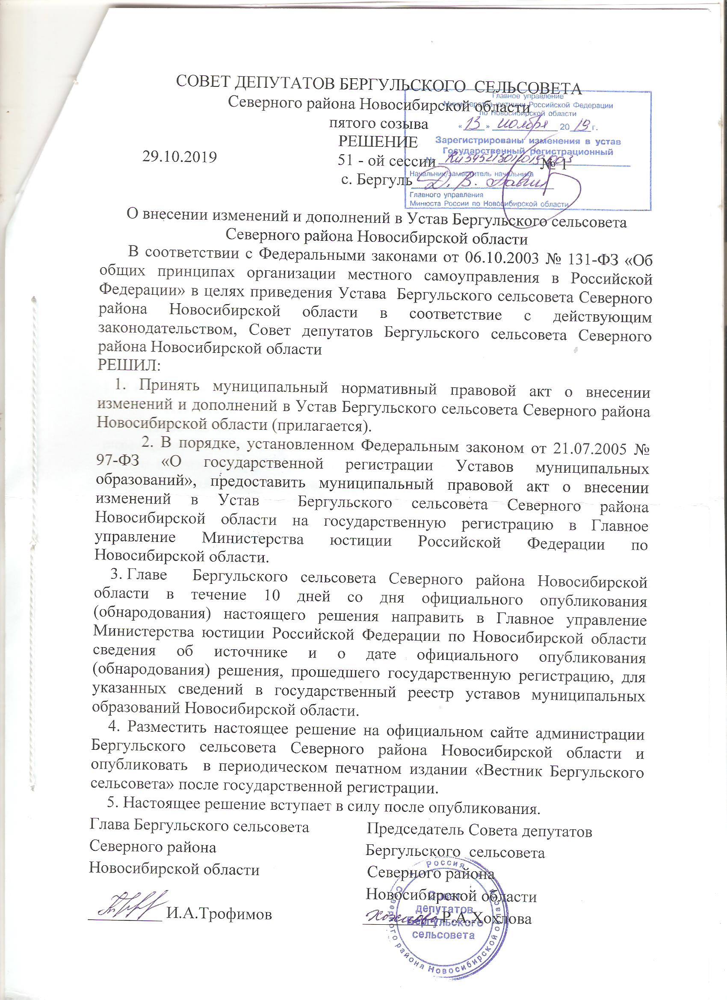 СОВЕТ ДЕПУТАТОВ БЕРГУЛЬСКОГО СЕЛЬСОВЕТА
Северного района Новосибирской области
пятого созыва
РЕШЕНИЕ
29.10.2019 51 - ой сессии № 1
с. Бергуль
Главное управление
Министерства юстиции Российской Федерации
по Новосибирской области
« 13 » ноября 20 19 г.
Зарегистрированы изменения в устав
Государственный регистрационный
№
Начальник/заместитель начальника
Д. В.
Главного управления
Минюста России по Новосибирской области
О внесении изменений и дополнений в Устав Бергульского сельсовета
Северного района Новосибирской области
В соответствии с Федеральными законами от 06.10.2003 № 131-ФЗ «Об
общих принципах организации местного самоуправления в Российской
Федерации» в целях приведения Устава Бергульского сельсовета Северного
района Новосибирской области в соответствие с действующим
законодательством, Совет депутатов Бергульского сельсовета Северного
района Новосибирской области
РЕШИЛ:
1. Принять муниципальный нормативный правовой акт о внесении
изменений и дополнений в Устав Бергульского сельсовета Северного района
Новосибирской области (прилагается).
2. В порядке, установленном Федеральным законом от 21.07.2005 №
97-ФЗ «О государственной регистрации Уставов муниципальных
образований», предоставить муниципальный правовой акт о внесении
изменений в Устав Бергульского сельсовета Северного района
Новосибирской области на государственную регистрацию в Главное
управление Министерства юстиции Российской Федерации по
Новосибирской области.
3. Главе Бергульского сельсовета Северного района Новосибирской
области в течение 10 дней со дня официального опубликования
(обнародования) настоящего решения направить в Главное управление
Министерства юстиции Российской Федерации по Новосибирской области
сведения об источнике и о дате официального опубликования
(обнародования) решения, прошедшего государственную регистрацию, для
указанных сведений в государственный реестр уставов муниципальных
образований Новосибирской области.
4. Разместить настоящее решение на официальном сайте администрации
Бергульского сельсовета Северного района Новосибирской области и
опубликовать в периодическом печатном издании «Вестник Бергульского
сельсовета» после государственной регистрации.
5. Настоящее решение вступает в силу после опубликования.
Глава Бергульского сельсовета
Северного района
Новосибирской области
И.А.Трофимов
Председатель Совета депутатов
Бергульского сельсовета
Северного района
Новосибирской области
Хохлова Р.А.Хохлова
Россия
Северного района Новосибирской области
Совет
депутатов
Бергульского
сельсовета